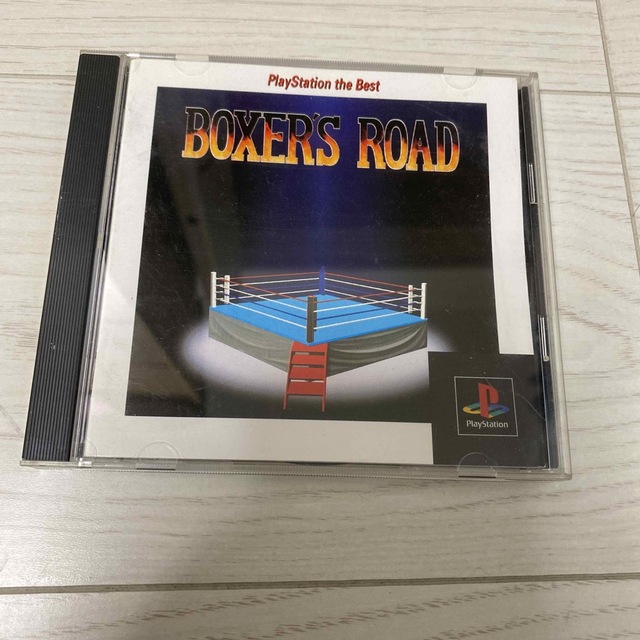 PlayStation the Best
BOXER'S ROAD
PlayStation